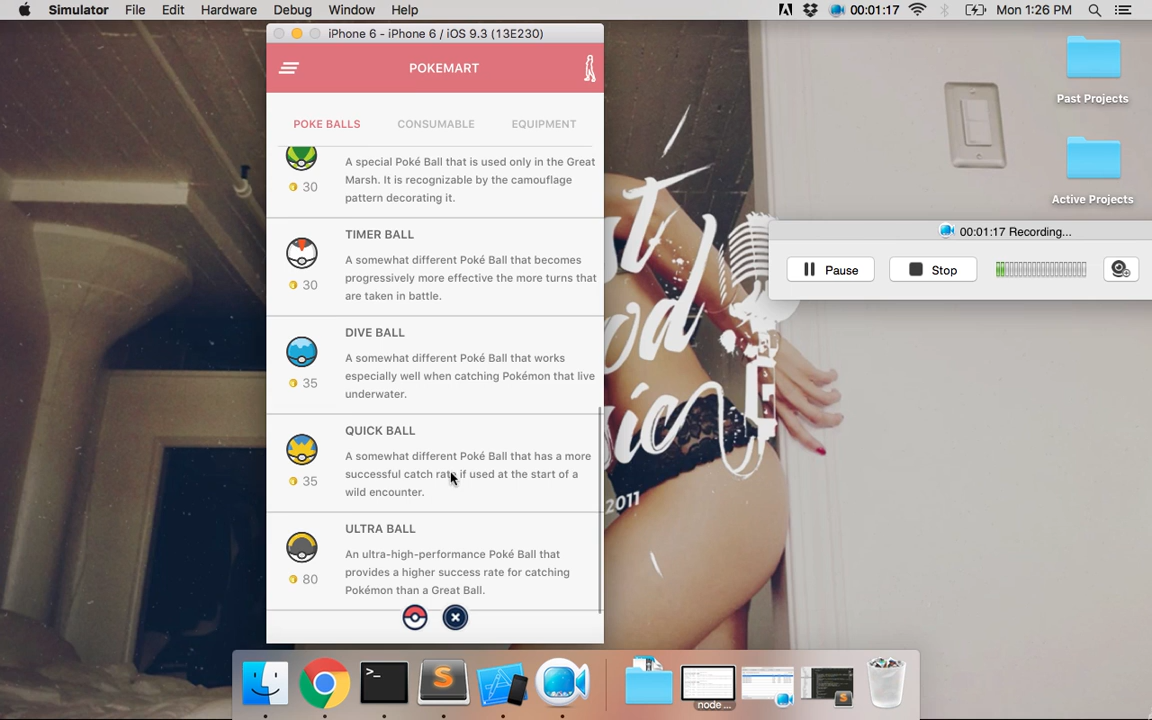 Simulator File Edit Hardware Debug Window Help 00:01:17 Mon 1:26 PM
iPhone 6 - iPhone 6 / iOS 9.3 (13E230)
POKEMART
POKE BALLS CONSUMABLE EQUIPMENT
30
A special Poké Ball that is used only in the Great
Marsh. It is recognizable by the camouflage
pattern decorating it.
TIMER BALL
30
A somewhat different Poké Ball that becomes
progressively more effective the more turns that
are taken in battle.
DIVE BALL
35
A somewhat different Poké Ball that works
especially well when catching Pokémon that live
underwater.
QUICK BALL
35
A somewhat different Poké Ball that has a more
successful catch rate if used at the start of a
wild encounter.
ULTRA BALL
80
An ultra-high-performance Poké Ball that
provides a higher success rate for catching
Pokémon than a Great Ball.
Past Projects
Active Projects
00:01:17 Recording...
Pause Stop
2011
node ...